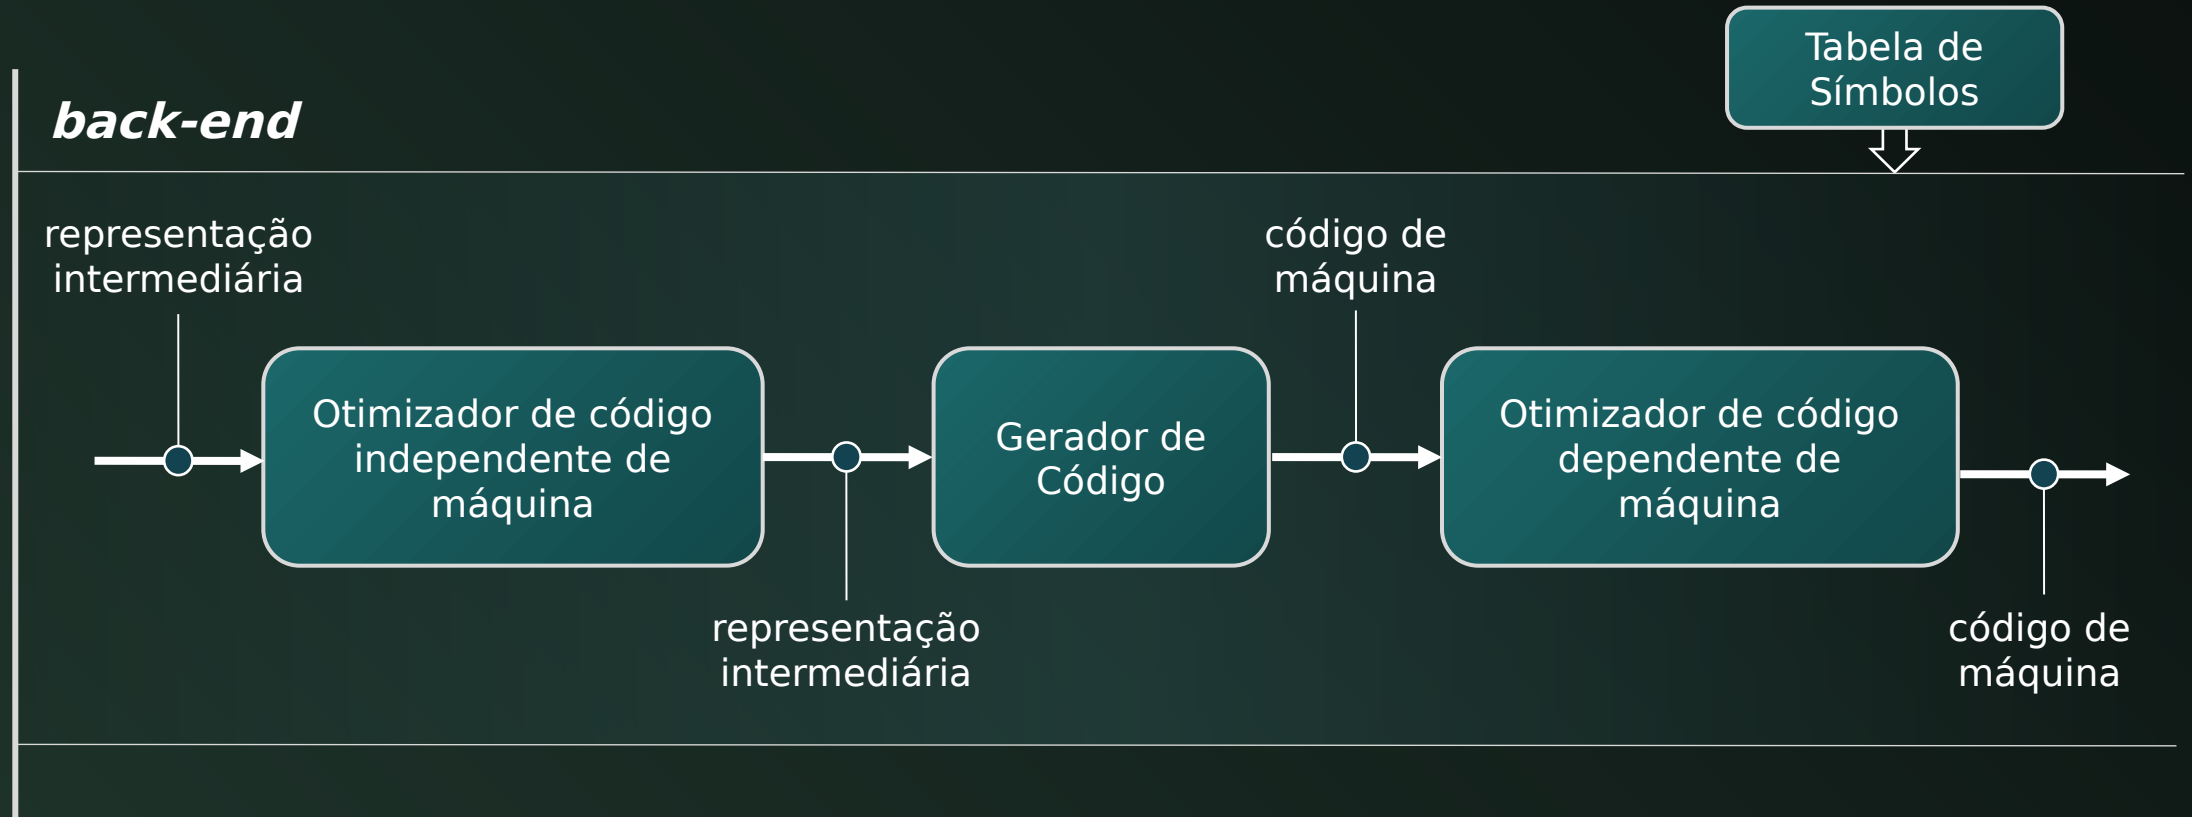 Tabela de
Símbolos
back-end
representação
intermediária
código de
máquina
Otimizador de código
independente de
máquina
Gerador de
Código
Otimizador de código
dependente de
máquina
representação
intermediária
código de
máquina